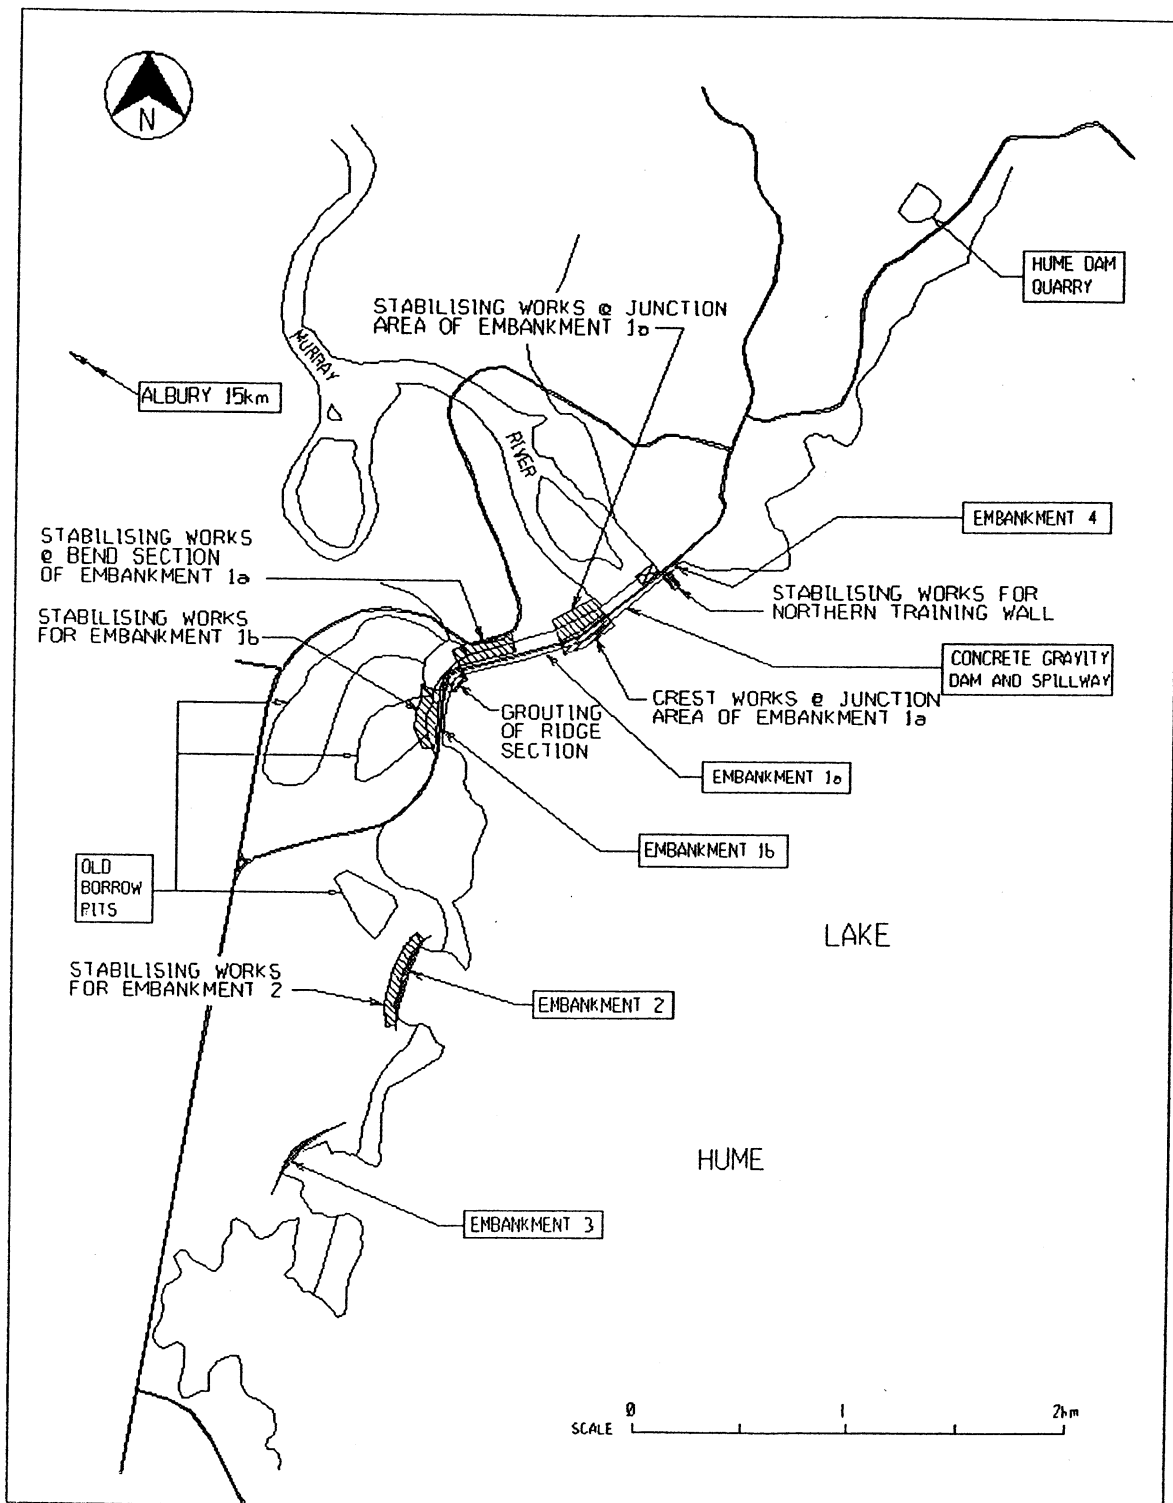 N
HUME DAM
QUARRY
STABILISING WORKS @ JUNCTION
AREA OF EMBANKMENT 1a
MURRAY
ALBURY 15km
RIVER
EMBANKMENT 4
STABILISING WORKS
@ BEND SECTION
OF EMBANKMENT 1a
STABILISING WORKS FOR
NORTHERN TRAINING WALL
STABILISING WORKS
FOR EMBANKMENT 1b
CONCRETE GRAVITY
DAM AND SPILLWAY
CREST WORKS @ JUNCTION
AREA OF EMBANKMENT 1a
GROUTING
OF RIDGE
SECTION
EMBANKMENT 1a
EMBANKMENT 1b
OLD
BORROW
PITS
LAKE
STABILISING WORKS
FOR EMBANKMENT 2
EMBANKMENT 2
HUME
EMBANKMENT 3
SCALE 0 1 2km